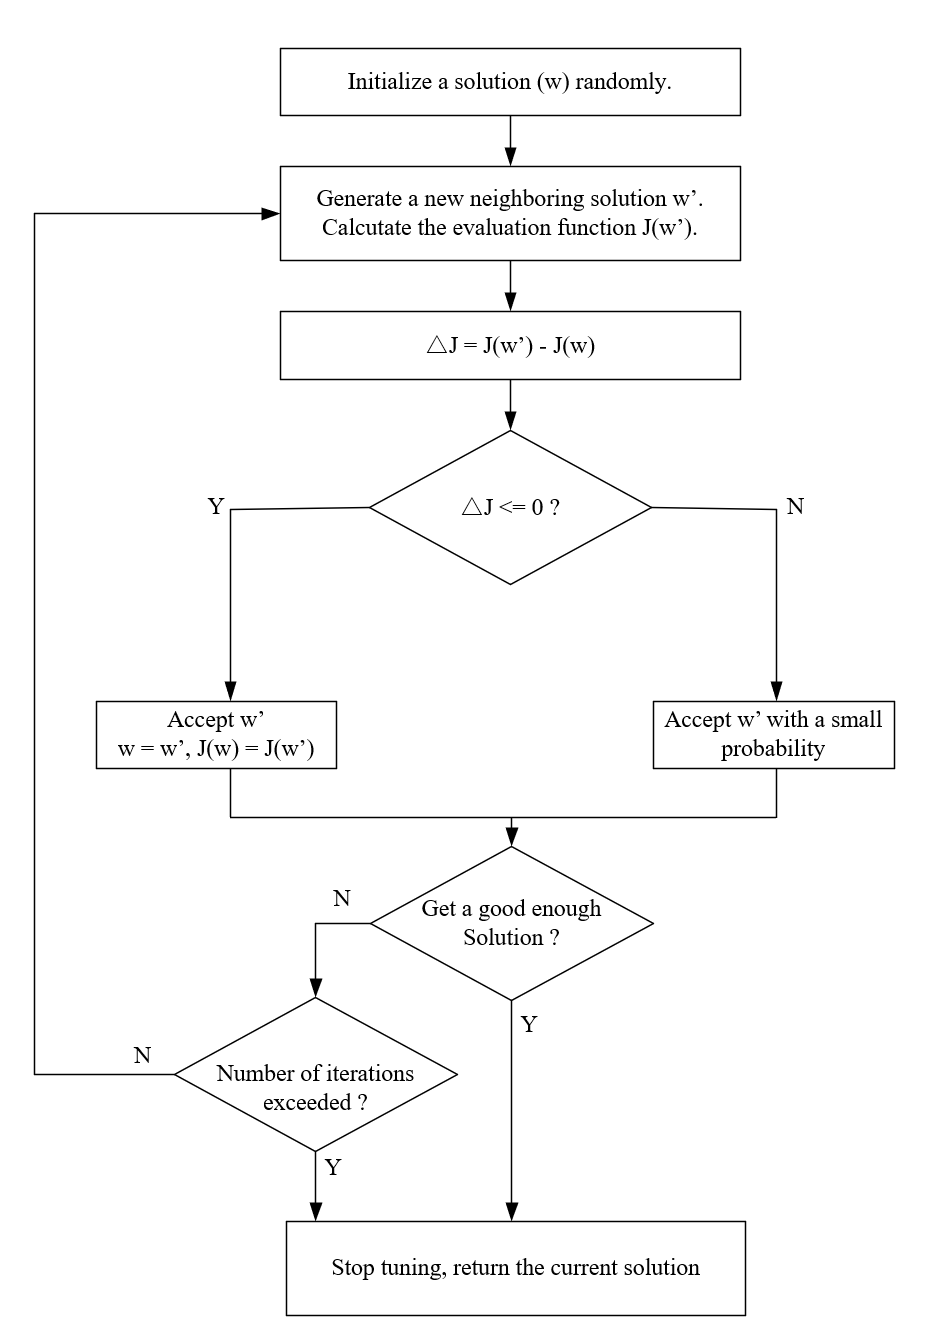 Initialize a solution (w) randomly.
Generate a new neighboring solution w’.
Calcutate the evaluation function J(w’).
△J = J(w’) - J(w)
△J <= 0 ?
Y
N
Accept w’
w = w’, J(w) = J(w’)
Accept w’ with a small
probability
Get a good enough
Solution ?
N
Y
Number of iterations
exceeded ?
N
Y
Stop tuning, return the current solution